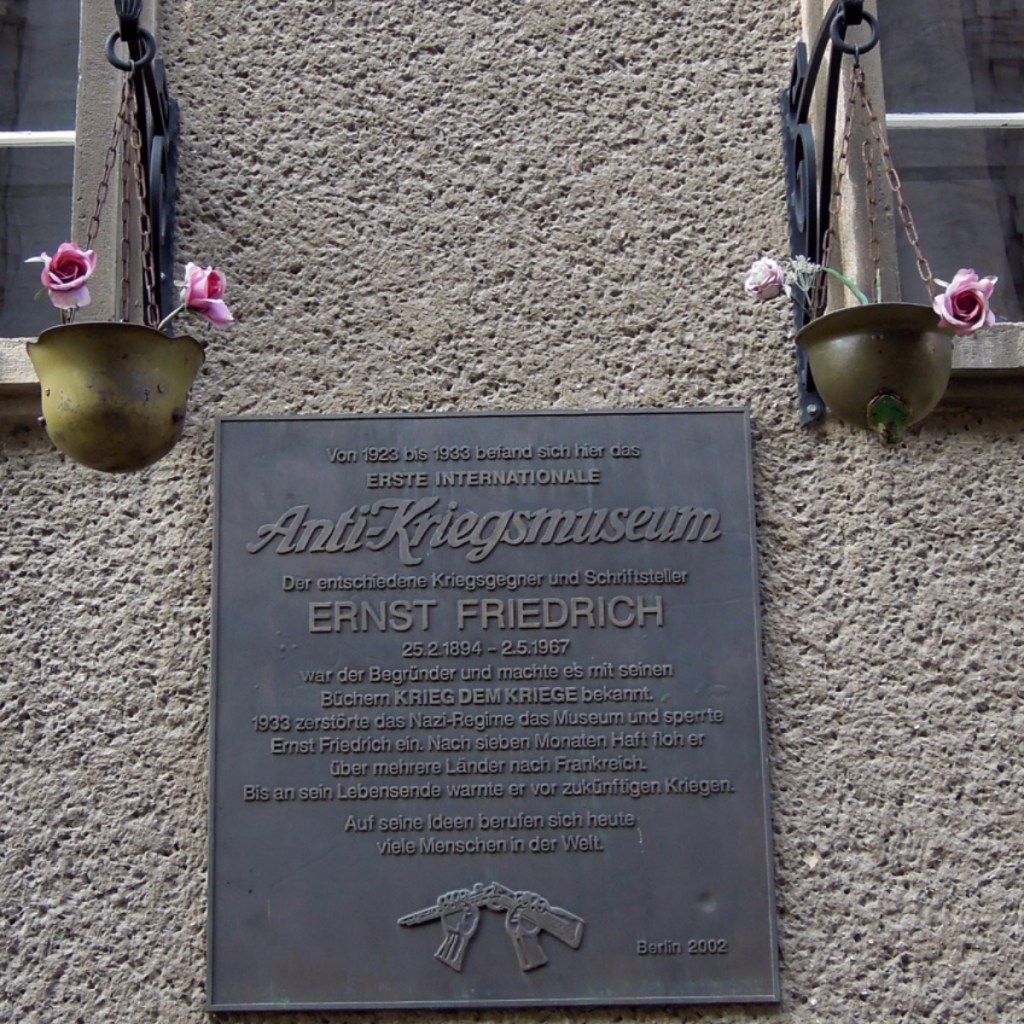 Von 1923 bis 1933 befand sich hier das
ERSTE INTERNATIONALE
Anti-Kriegsmuseum
Der entschiedene Kriegsgegner und Schriftsteller
ERNST FRIEDRICH
25.2.1894 - 2.5.1967
war der Begründer und machte es mit seinen
Büchern KRIEG DEM KRIEGE bekannt.
1933 zerstörte das Nazi-Regime das Museum und sperrte
Ernst Friedrich ein. Nach sieben Monaten Haft floh er
über mehrere Länder nach Frankreich.
Bis an sein Lebensende warnte er vor zukünftigen Kriegen.
Auf seine Ideen berufen sich heute
viele Menschen in der Welt.
Berlin 2002